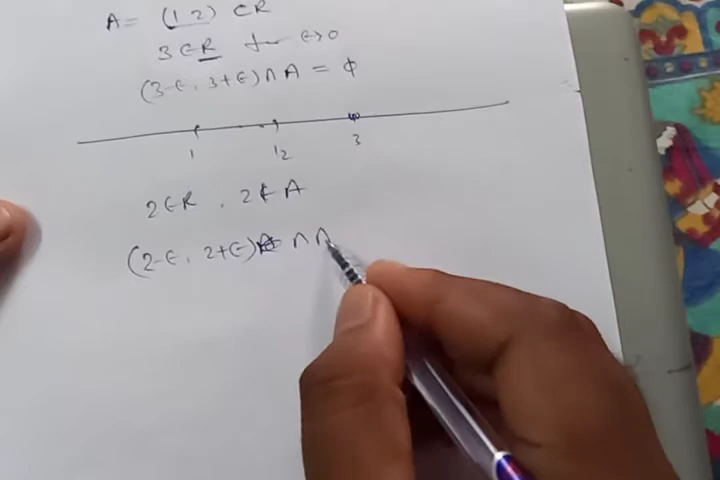 A = (1 2) ⊂ R
3 ∈ R for ε>0
(3-ε, 3+ε) ∩ A = ϕ
1 2 3
2 ∈ R , 2 ∉ A
(2-ε, 2+ε) ∩ A